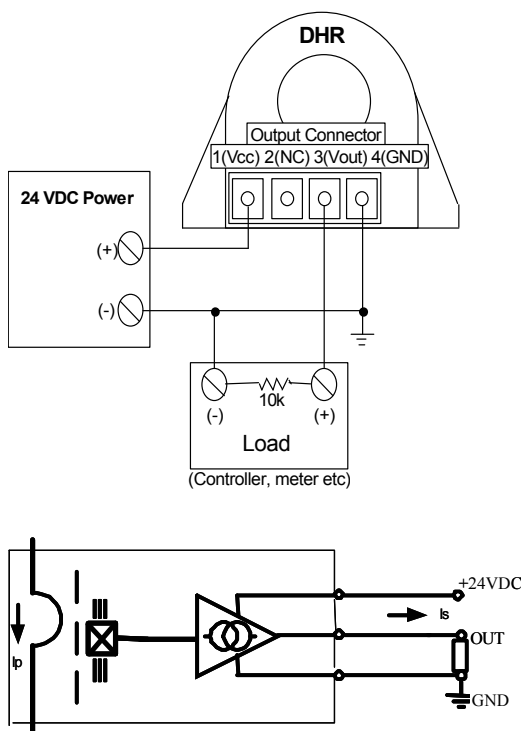 DHR
Output Connector
1(Vcc) 2(NC) 3(Vout) 4(GND)
24 VDC Power
(+)
(-)
10k
(-)
(+)
Load
(Controller, meter etc)
+24VDC
Is
OUT
Ip
GND